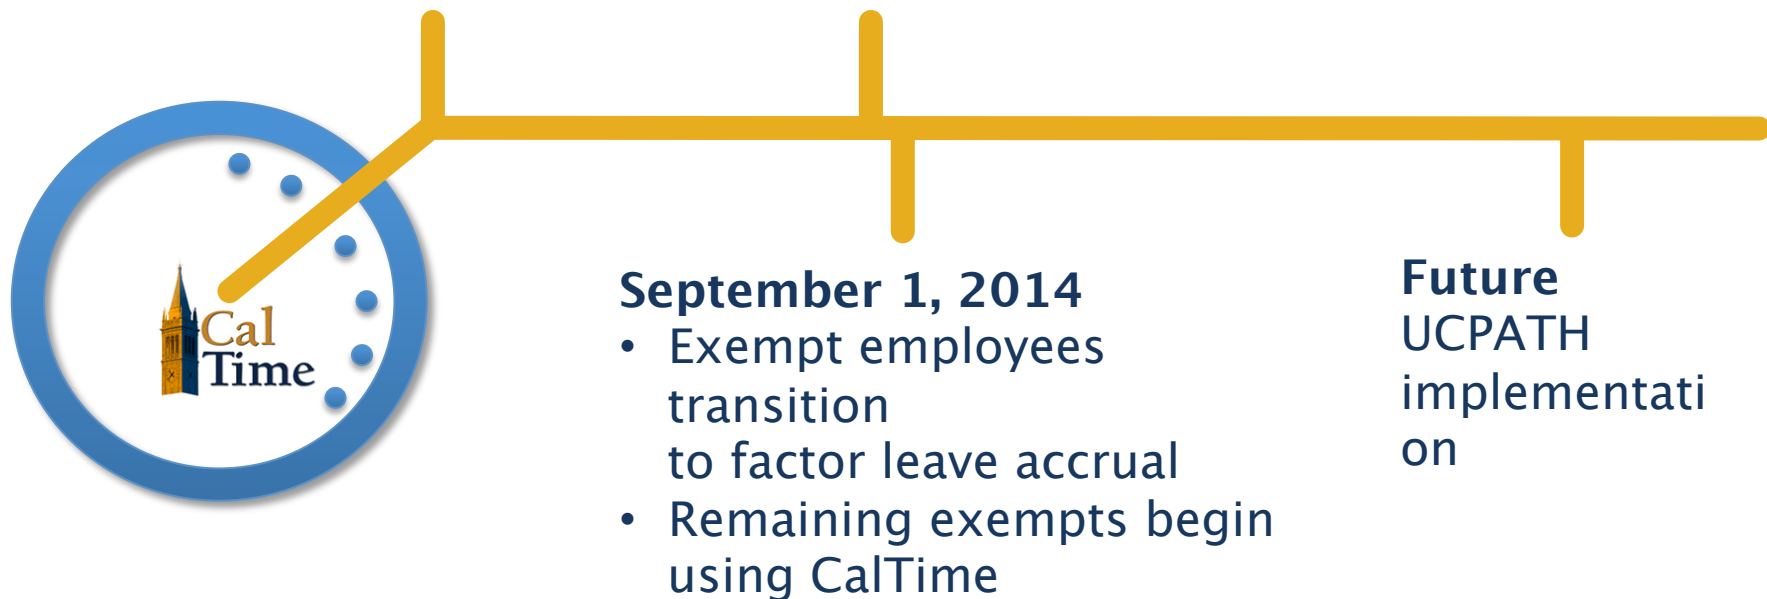 Cal
Time
September 1, 2014
• Exempt employees
transition
to factor leave accrual
• Remaining exempts begin
using CalTime
Future
UCPATH
implementati
on